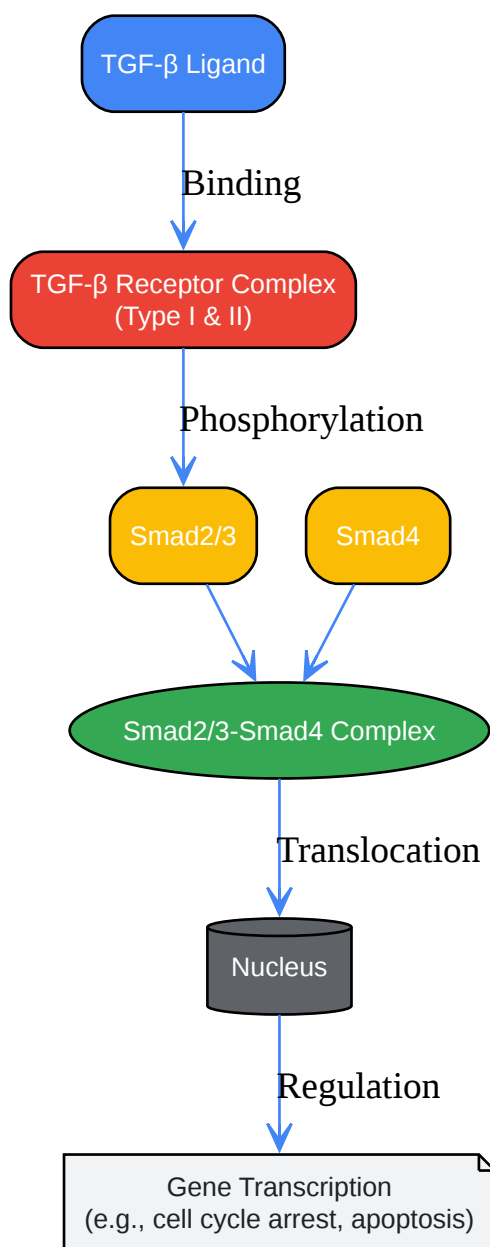 TGF-β Ligand
Binding
TGF-β Receptor Complex
(Type I & II)
Phosphorylation
Smad2/3
Smad4
Smad2/3-Smad4 Complex
Translocation
Nucleus
Regulation
Gene Transcription
(e.g., cell cycle arrest, apoptosis)